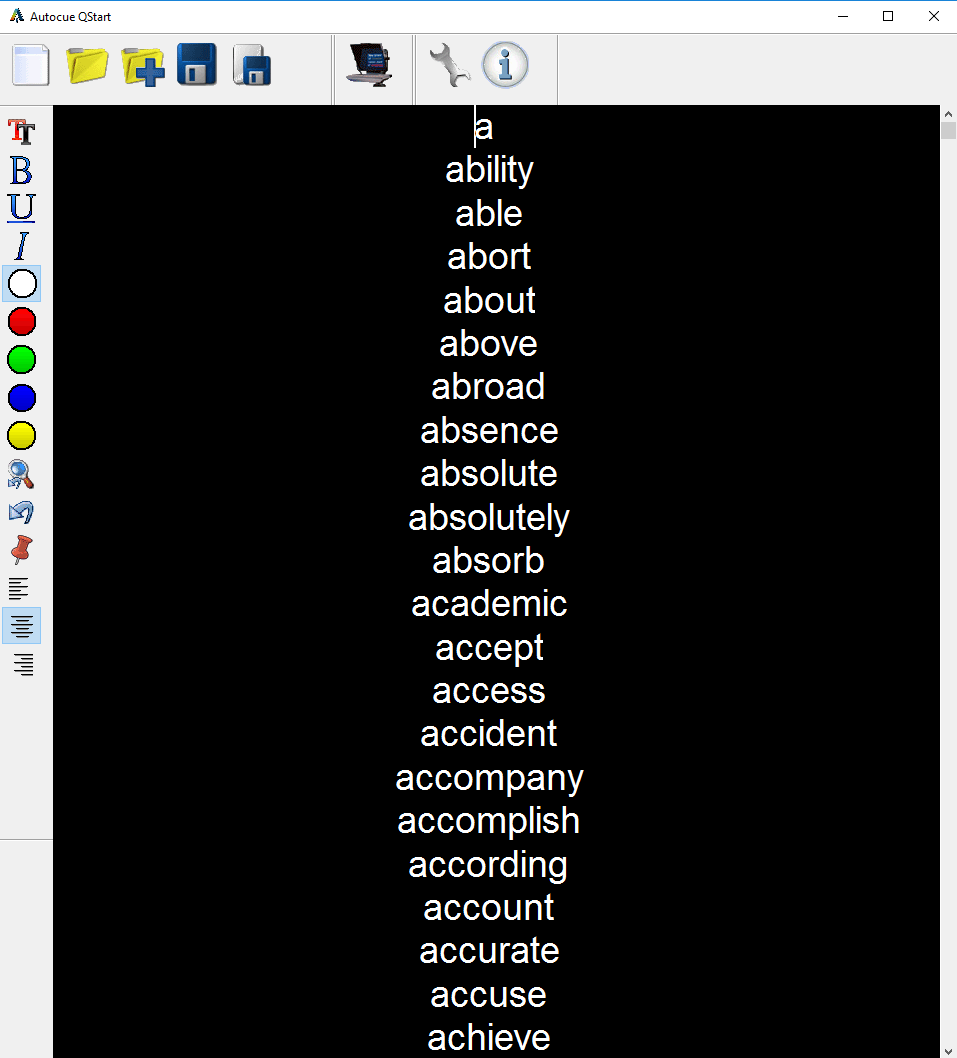 Autocue QStart
a
ability
able
abort
about
above
abroad
absence
absolute
absolutely
absorb
academic
accept
access
accident
accompany
accomplish
according
account
accurate
accuse
achieve